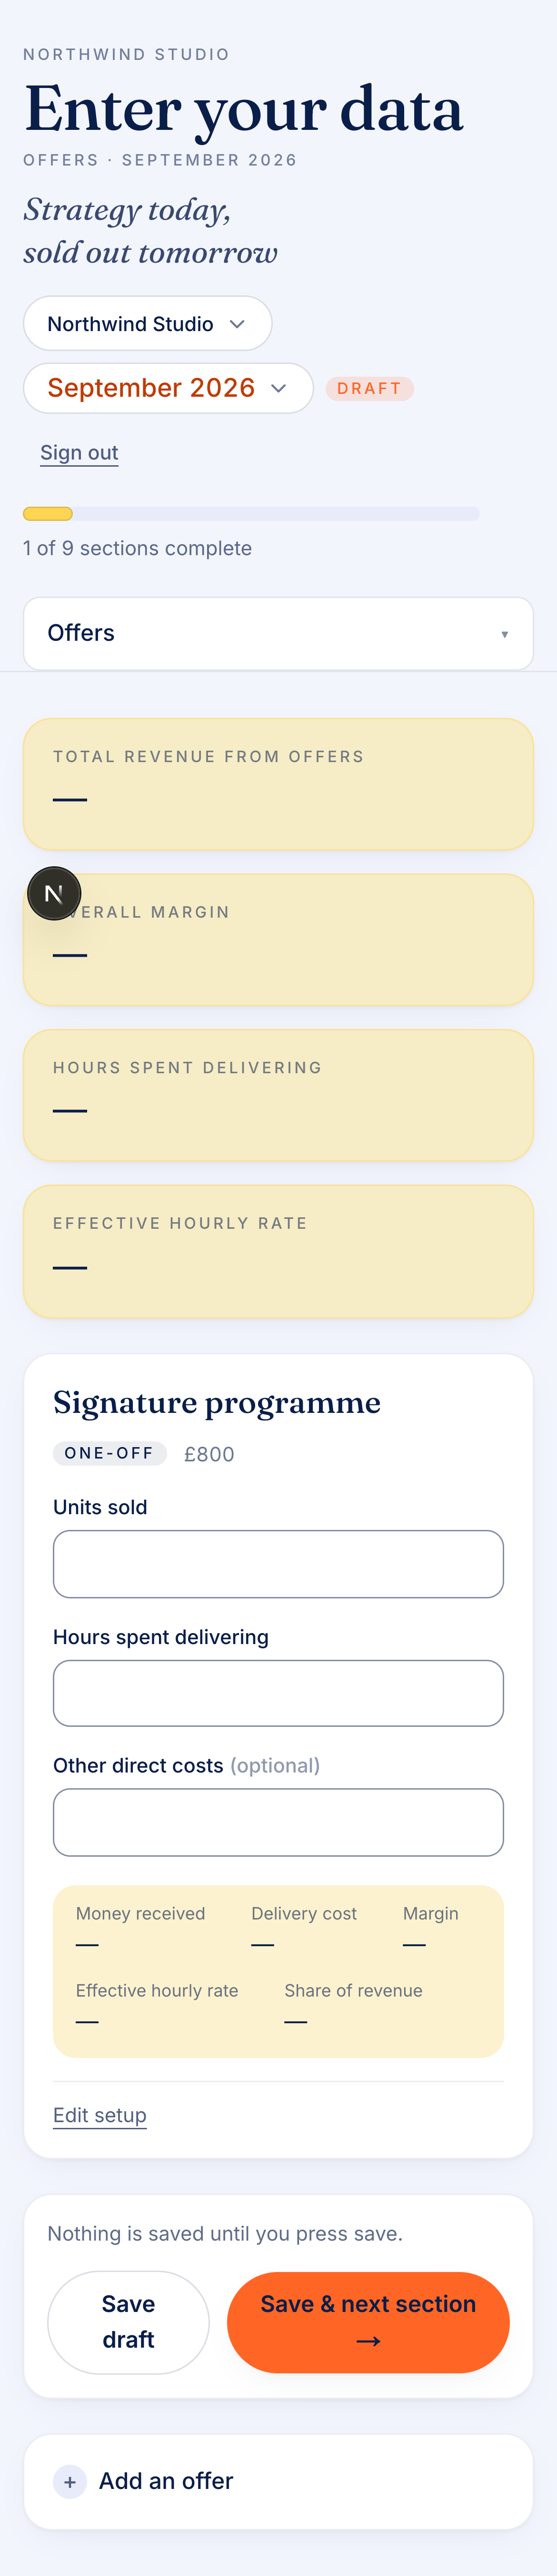 NORTHWIND STUDIO
Enter your data
OFFERS · SEPTEMBER 2026
Strategy today,
sold out tomorrow
Northwind Studio
September 2026 DRAFT
Sign out
1 of 9 sections complete
Offers
TOTAL REVENUE FROM OFFERS
—
N
VERALL MARGIN
—
HOURS SPENT DELIVERING
—
EFFECTIVE HOURLY RATE
—
Signature programme
ONE-OFF £800
Units sold
Hours spent delivering
Other direct costs (optional)
Money received Delivery cost Margin
— — —
Effective hourly rate Share of revenue
— —
Edit setup
Nothing is saved until you press save.
Save
draft
Save & next section
→
+ Add an offer